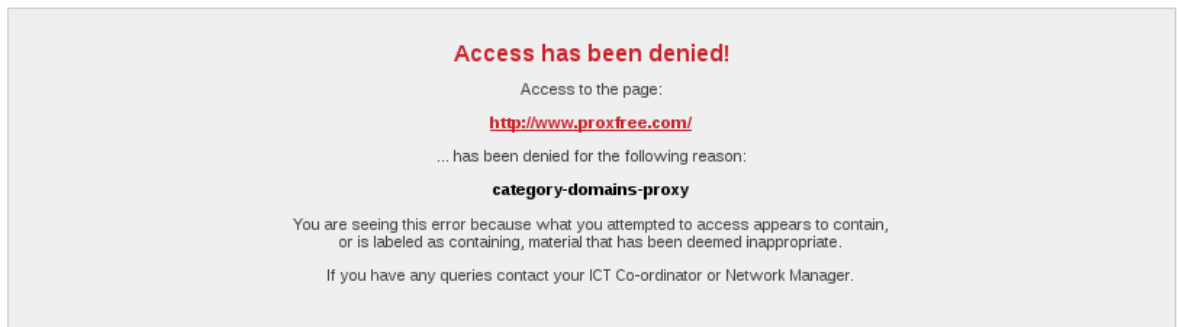 Access has been denied!
Access to the page:
http://www.proxfree.com/
... has been denied for the following reason:
category-domains-proxy
You are seeing this error because what you attempted to access appears to contain,
or is labeled as containing, material that has been deemed inappropriate.
If you have any queries contact your ICT Co-ordinator or Network Manager.